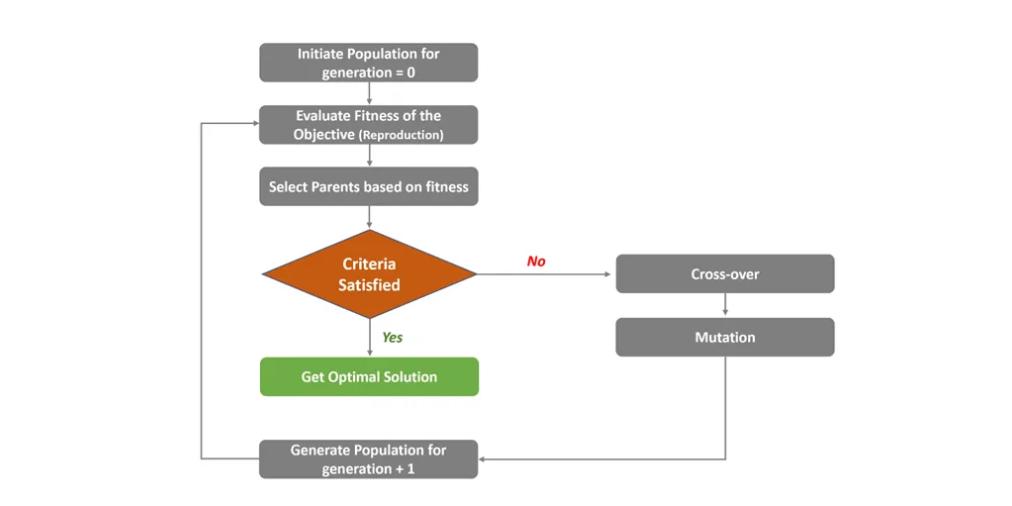 Initiate Population for
generation = 0
Evaluate Fitness of the
Objective (Reproduction)
Select Parents based on fitness
Criteria
Satisfied
No
Cross-over
Mutation
Yes
Get Optimal Solution
Generate Population for
generation + 1